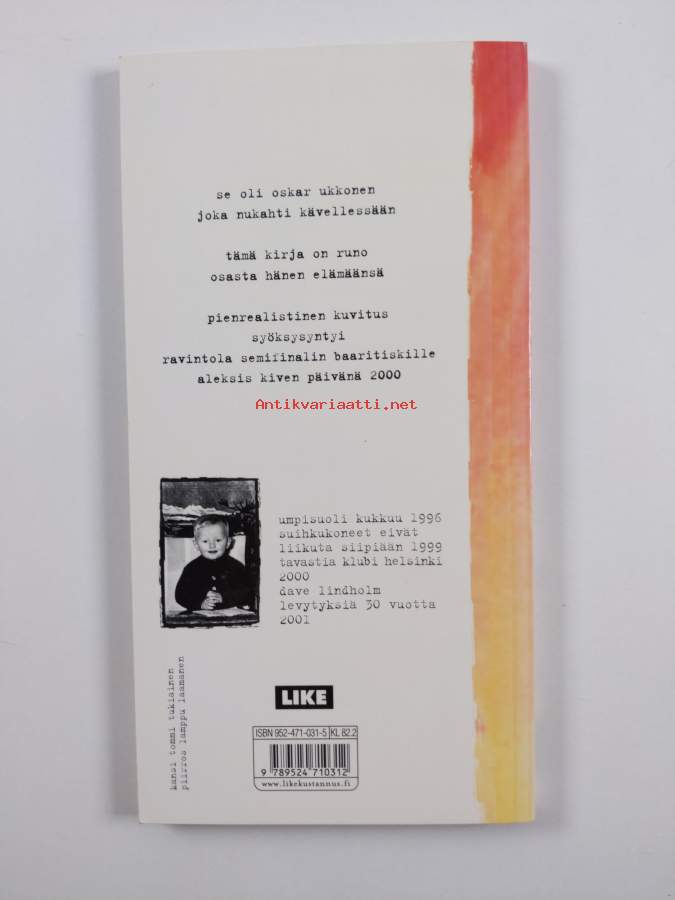 se oli oskar ukkonen
joka nukahti kävellessään
tämä kirja on runo
osasta hänen elämäänsä
pienrealistinen kuvitus
syöksysyntyi
ravintola semifinalin baaritiskille
aleksis kiven päivänä 2000
Antikvariaatti.net
umpisuoli kukkuu 1996
suihkukoneet eivät
liikuta siipiään 1999
tavastia klubi helsinki
2000
dave lindholm
levytyksiä 30 vuotta
2001
kansi tommi tukiainen
piirros lamppu laamanen
LIKE
ISBN 952-471-031-5 KL 82.2
9 789524 710312
www.likekustannus.fi